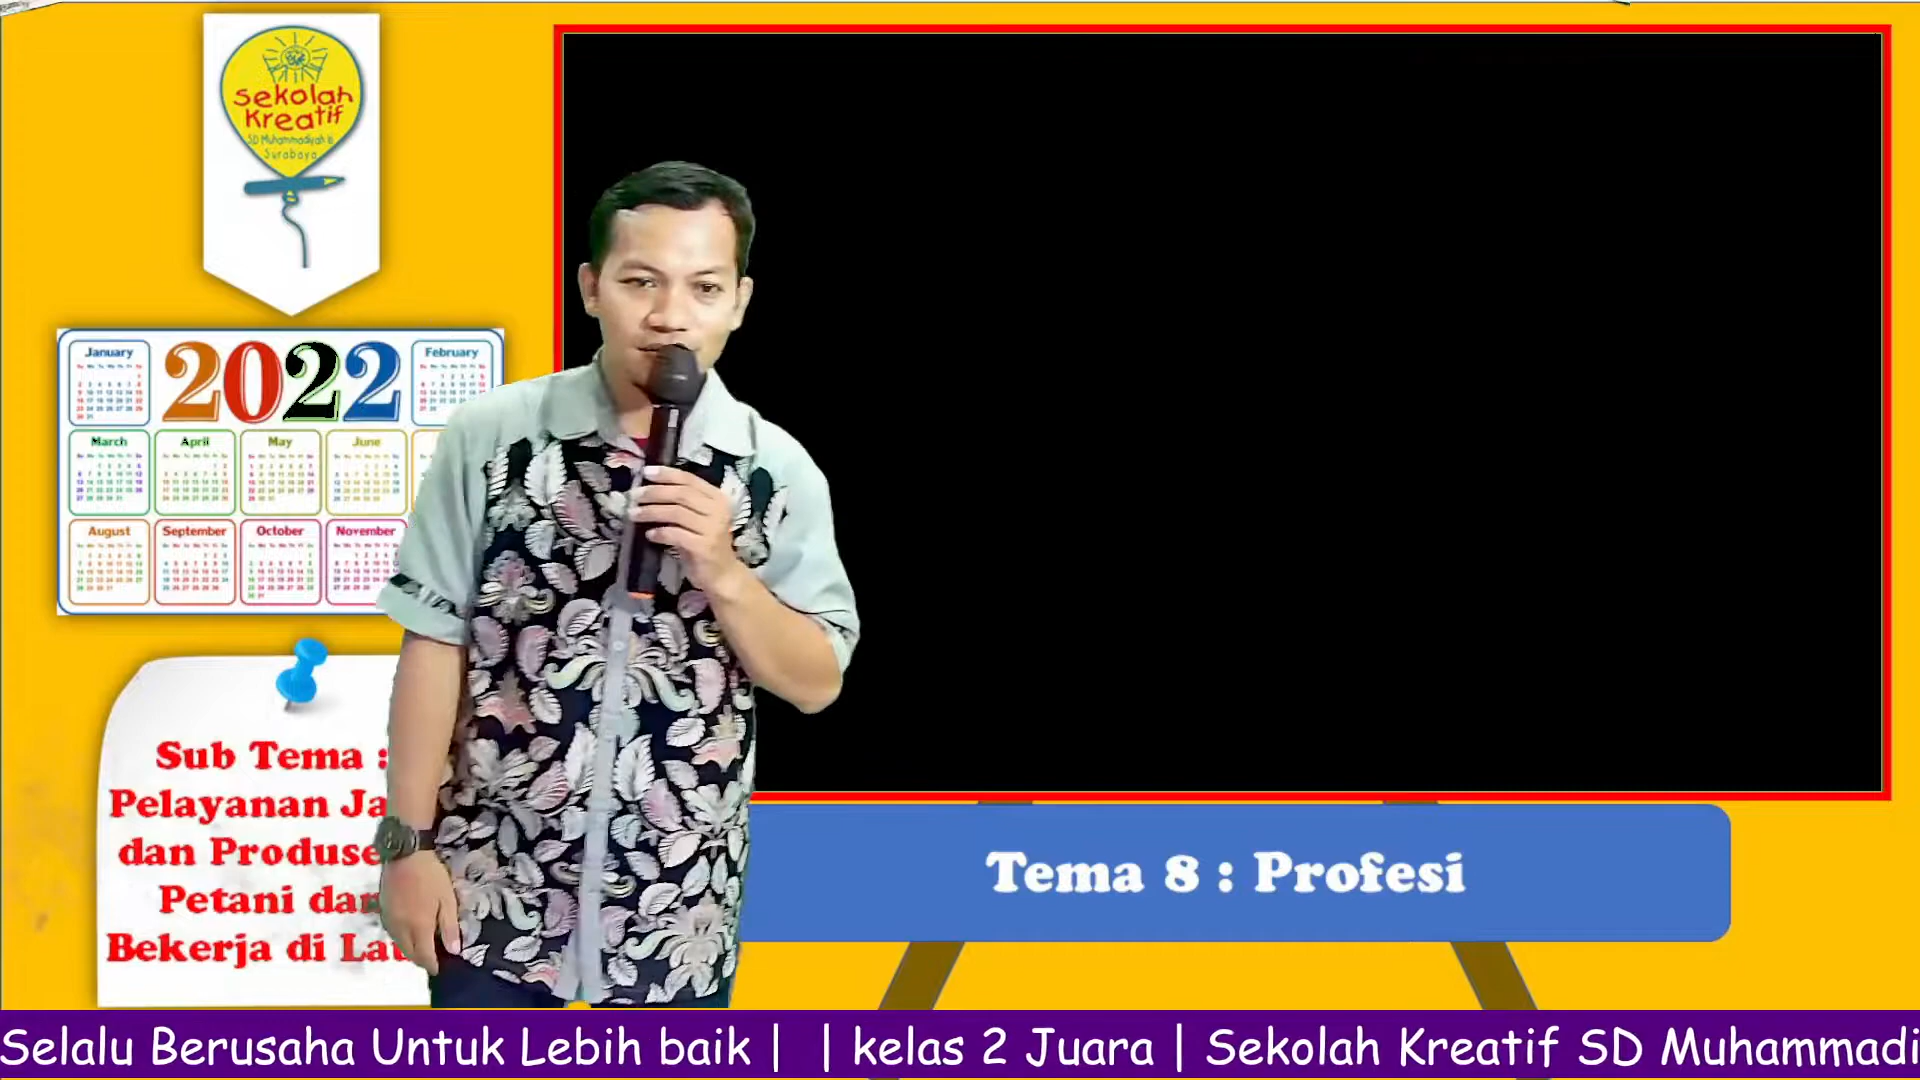 Sekolah
Kreatif
SD Muhammadiyah 16
Surabaya
2022
January
February
March
April
May
June
August
September
October
November
Sub Tema :
Pelayanan Ja
dan Produse
Petani dan
Bekerja di Lau
Tema 8 : Profesi
Selalu Berusaha Untuk Lebih baik | | kelas 2 Juara | Sekolah Kreatif SD Muhammadi